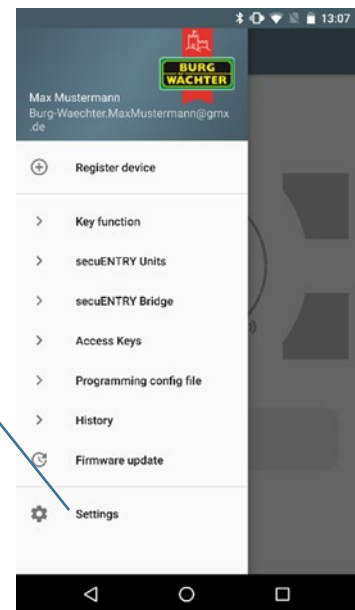 13:07
BURG
WÄCHTER
Max Mustermann
Burg-Waechter.MaxMustermann@gmx
.de
Register device
Key function
secuENTRY Units
secuENTRY Bridge
Access Keys
Programming config file
History
Firmware update
Settings